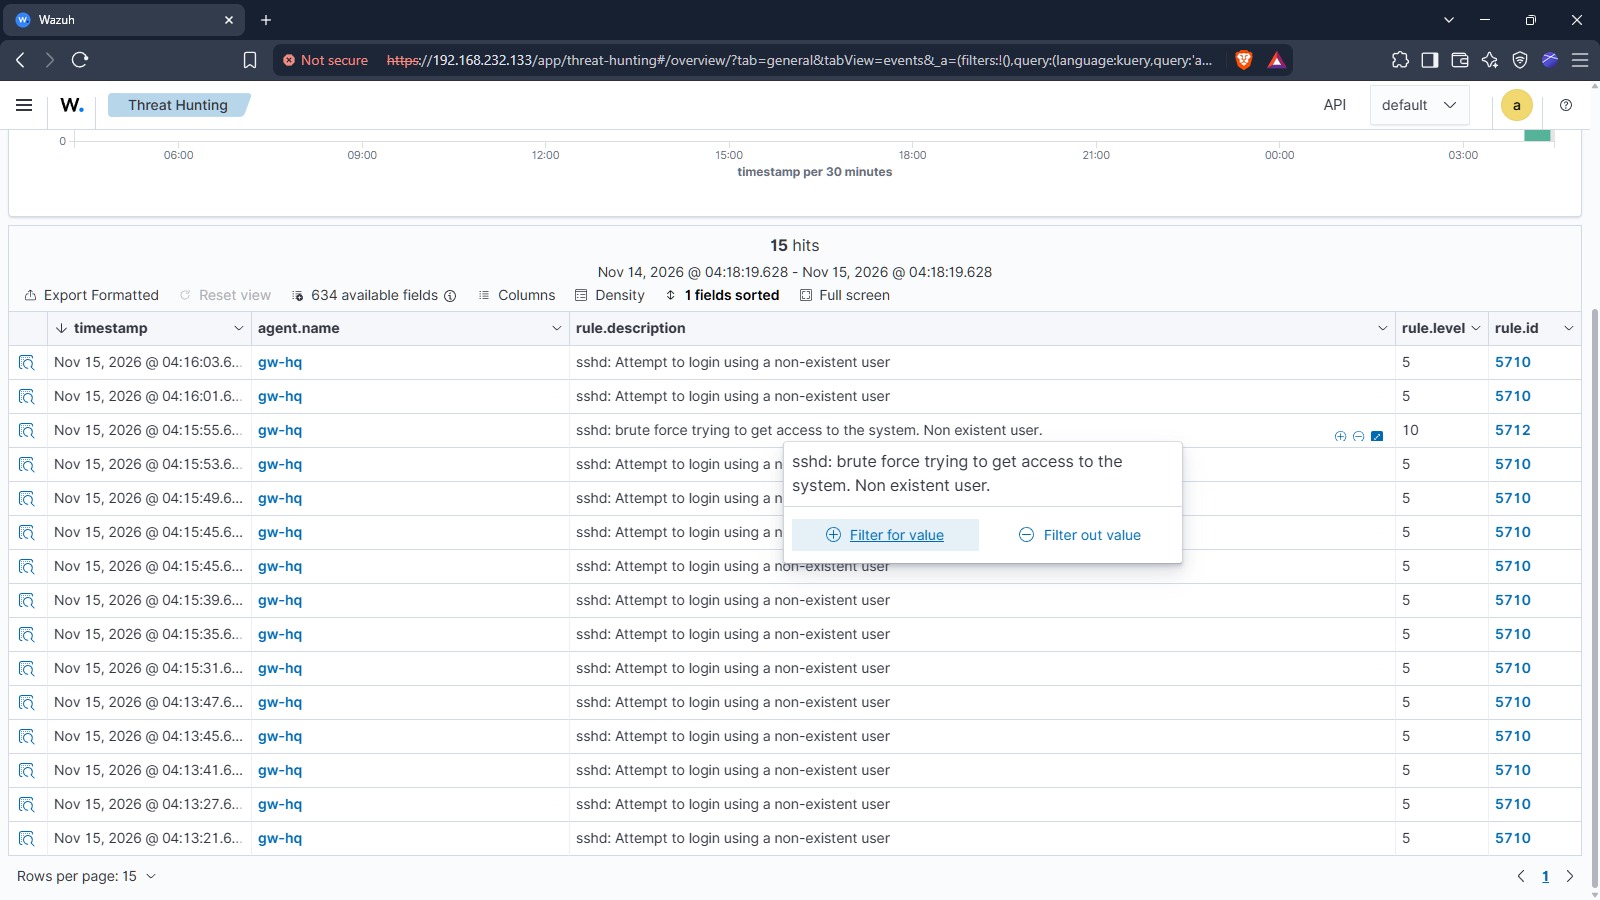 Wazuh
Not secure https://192.168.232.133/app/threat-hunting#/overview/?tab=general&tabView=events&_a=(filters:!(),query:(language:kuery,query:'a...
W. Threat Hunting API default a
0
06:00 09:00 12:00 15:00 18:00 21:00 00:00 03:00
timestamp per 30 minutes
15 hits
Nov 14, 2026 @ 04:18:19.628 - Nov 15, 2026 @ 04:18:19.628
Export Formatted Reset view 634 available fields Columns Density 1 fields sorted Full screen
timestamp agent.name rule.description rule.level rule.id
Nov 15, 2026 @ 04:16:03.6... gw-hq sshd: Attempt to login using a non-existent user 5 5710
Nov 15, 2026 @ 04:16:01.6... gw-hq sshd: Attempt to login using a non-existent user 5 5710
Nov 15, 2026 @ 04:15:55.6... gw-hq sshd: brute force trying to get access to the system. Non existent user. 10 5712
Nov 15, 2026 @ 04:15:53.6... gw-hq sshd: Attempt to login using a n 5 5710
sshd: brute force trying to get access to the
system. Non existent user.
Nov 15, 2026 @ 04:15:49.6... gw-hq sshd: Attempt to login using a n 5 5710
Nov 15, 2026 @ 04:15:45.6... gw-hq sshd: Attempt to login using a n 5 5710
Filter for value Filter out value
Nov 15, 2026 @ 04:15:45.6... gw-hq sshd: Attempt to login using a non-existent user 5 5710
Nov 15, 2026 @ 04:15:39.6... gw-hq sshd: Attempt to login using a non-existent user 5 5710
Nov 15, 2026 @ 04:15:35.6... gw-hq sshd: Attempt to login using a non-existent user 5 5710
Nov 15, 2026 @ 04:15:31.6... gw-hq sshd: Attempt to login using a non-existent user 5 5710
Nov 15, 2026 @ 04:13:47.6... gw-hq sshd: Attempt to login using a non-existent user 5 5710
Nov 15, 2026 @ 04:13:45.6... gw-hq sshd: Attempt to login using a non-existent user 5 5710
Nov 15, 2026 @ 04:13:41.6... gw-hq sshd: Attempt to login using a non-existent user 5 5710
Nov 15, 2026 @ 04:13:27.6... gw-hq sshd: Attempt to login using a non-existent user 5 5710
Nov 15, 2026 @ 04:13:21.6... gw-hq sshd: Attempt to login using a non-existent user 5 5710
Rows per page: 15 1